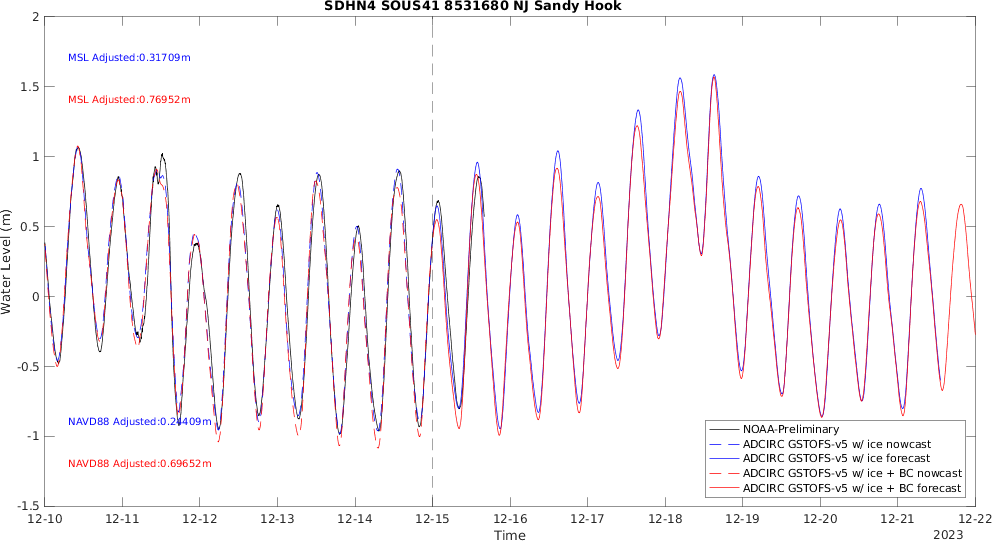 SDHN4 SOUS41 8531680 NJ Sandy Hook
2
1.5
1
0.5
0
-0.5
-1
-1.5
Water Level (m)
MSL Adjusted:0.31709m
MSL Adjusted:0.76952m
NAVD88 Adjusted:0.24409m
NAVD88 Adjusted:0.69652m
NOAA-Preliminary
ADCIRC GSTOFS-v5 w/ ice nowcast
ADCIRC GSTOFS-v5 w/ ice forecast
ADCIRC GSTOFS-v5 w/ ice + BC nowcast
ADCIRC GSTOFS-v5 w/ ice + BC forecast
12-10 12-11 12-12 12-13 12-14 12-15 12-16 12-17 12-18 12-19 12-20 12-21 12-22
Time
2023